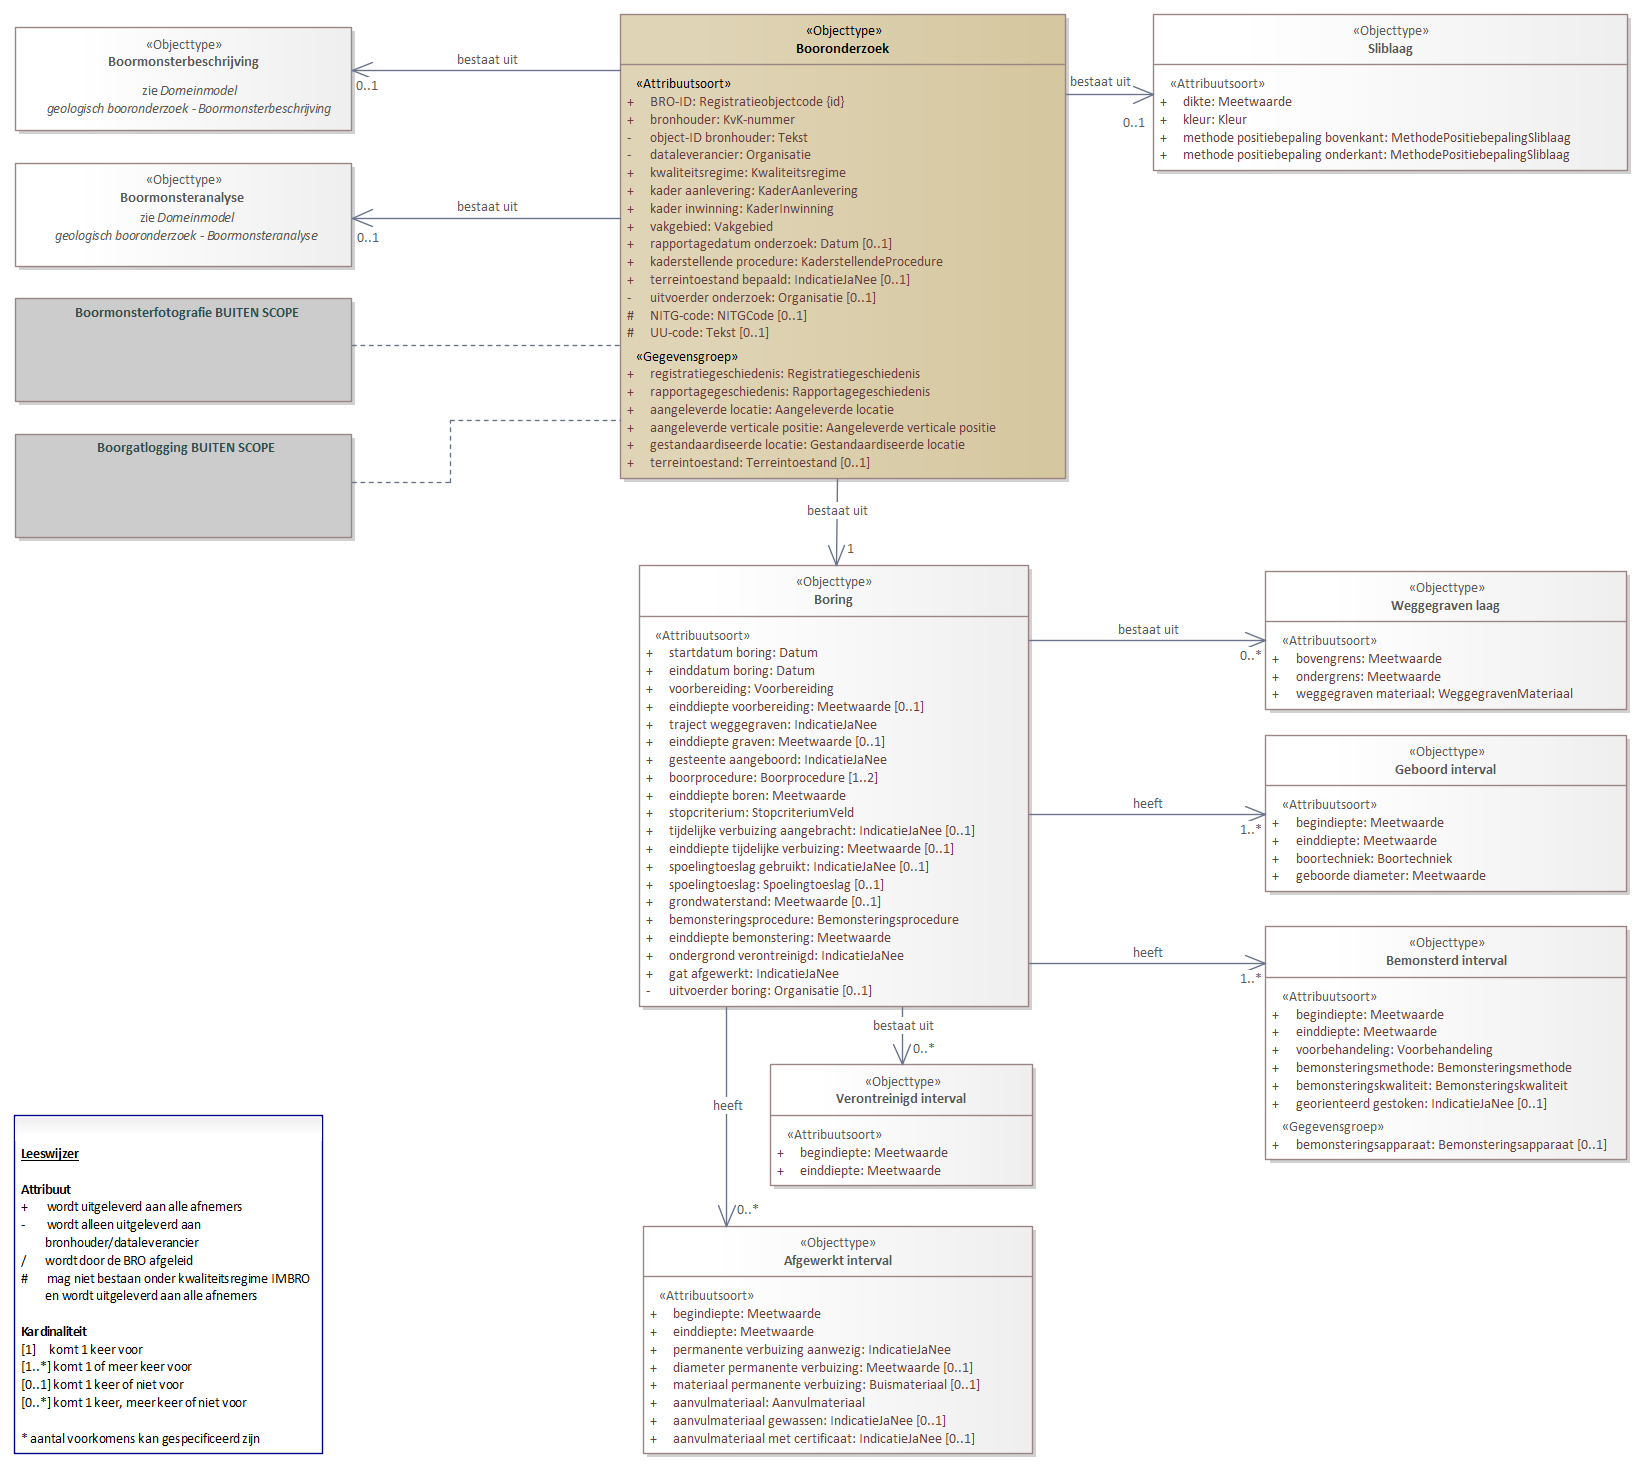 «Objecttype»
Boormonsterbeschrijving
zie Domeinmodel
geologisch booronderzoek - Boormonsterbeschrijving
bestaat uit
0..1
«Objecttype»
Boormonsteranalyse
zie Domeinmodel
geologisch booronderzoek - Boormonsteranalyse
bestaat uit
0..1
Boormonsterfotografie BUITEN SCOPE
Boorgatlogging BUITEN SCOPE
«Objecttype»
Booronderzoek
«Attribuutsoort»
+ BRO-ID: Registratieobjectcode {id}
+ bronhouder: KvK-nummer
- object-ID bronhouder: Tekst
- dataleverancier: Organisatie
+ kwaliteitsregime: Kwaliteitsregime
+ kader aanlevering: KaderAanlevering
+ kader inwinning: KaderInwinning
+ vakgebied: Vakgebied
+ rapportagedatum onderzoek: Datum [0..1]
+ kaderstellende procedure: KaderstellendeProcedure
+ terreintoestand bepaald: IndicatieJaNee [0..1]
- uitvoerder onderzoek: Organisatie [0..1]
# NITG-code: NITGCode [0..1]
# UU-code: Tekst [0..1]
«Gegevensgroep»
+ registratiegeschiedenis: Registratiegeschiedenis
+ rapportagegeschiedenis: Rapportagegeschiedenis
+ aangeleverde locatie: Aangeleverde locatie
+ aangeleverde verticale positie: Aangeleverde verticale positie
+ gestandaardiseerde locatie: Gestandaardiseerde locatie
+ terreintoestand: Terreintoestand [0..1]
bestaat uit
0..1
«Objecttype»
Sliblaag
«Attribuutsoort»
+ dikte: Meetwaarde
+ kleur: Kleur
+ methode positiebepaling bovenkant: MethodePositiebepalingSliblaag
+ methode positiebepaling onderkant: MethodePositiebepalingSliblaag
bestaat uit
1
«Objecttype»
Boring
«Attribuutsoort»
+ startdatum boring: Datum
+ einddatum boring: Datum
+ voorbereiding: Voorbereiding
+ einddiepte voorbereiding: Meetwaarde [0..1]
+ traject weggegraven: IndicatieJaNee
+ einddiepte graven: Meetwaarde [0..1]
+ gesteente aangeboord: IndicatieJaNee
+ boorprocedure: Boorprocedure [1..2]
+ einddiepte boren: Meetwaarde
+ stopcriterium: StopcriteriumVeld
+ tijdelijke verbuizing aangebracht: IndicatieJaNee [0..1]
+ einddiepte tijdelijke verbuizing: Meetwaarde [0..1]
+ spoelingtoeslag gebruikt: IndicatieJaNee [0..1]
+ spoelingtoeslag: Spoelingtoeslag [0..1]
+ grondwaterstand: Meetwaarde [0..1]
+ bemonsteringsprocedure: Bemonsteringsprocedure
+ einddiepte bemonstering: Meetwaarde
+ ondergrond verontreinigd: IndicatieJaNee
+ gat afgewerkt: IndicatieJaNee
- uitvoerder boring: Organisatie [0..1]
bestaat uit
0..*
«Objecttype»
Weggegraven laag
«Attribuutsoort»
+ bovengrens: Meetwaarde
+ ondergrens: Meetwaarde
+ weggegraven materiaal: WeggegravenMateriaal
heeft
1..*
«Objecttype»
Geboord interval
«Attribuutsoort»
+ begindiepte: Meetwaarde
+ einddiepte: Meetwaarde
+ boortechniek: Boortechniek
+ geboorde diameter: Meetwaarde
heeft
1..*
«Objecttype»
Bemonsterd interval
«Attribuutsoort»
+ begindiepte: Meetwaarde
+ einddiepte: Meetwaarde
+ voorbehandeling: Voorbehandeling
+ bemonsteringsmethode: Bemonsteringsmethode
+ bemonsteringskwaliteit: Bemonsteringskwaliteit
+ georienteerd gestoken: IndicatieJaNee [0..1]
«Gegevensgroep»
+ bemonsteringsapparaat: Bemonsteringsapparaat [0..1]
bestaat uit
0..*
«Objecttype»
Verontreinigd interval
«Attribuutsoort»
+ begindiepte: Meetwaarde
+ einddiepte: Meetwaarde
heeft
0..*
«Objecttype»
Afgewerkt interval
«Attribuutsoort»
+ begindiepte: Meetwaarde
+ einddiepte: Meetwaarde
+ permanente verbuizing aanwezig: IndicatieJaNee
+ diameter permanente verbuizing: Meetwaarde [0..1]
+ materiaal permanente verbuizing: Buismateriaal [0..1]
+ aanvulmateriaal: Aanvulmateriaal
+ aanvulmateriaal gewassen: IndicatieJaNee [0..1]
+ aanvulmateriaal met certificaat: IndicatieJaNee [0..1]
Leeswijzer
Attribuut
+ wordt uitgeleverd aan alle afnemers
- wordt alleen uitgeleverd aan
bronhouder/dataleverancier
/ wordt door de BRO afgeleid
# mag niet bestaan onder kwaliteitsregime IMBRO
en wordt uitgeleverd aan alle afnemers
Kardinaliteit
[1] komt 1 keer voor
[1..*] komt 1 of meer keer voor
[0..1] komt 1 keer of niet voor
[0..*] komt 1 keer, meer keer of niet voor
* aantal voorkomens kan gespecificeerd zijn